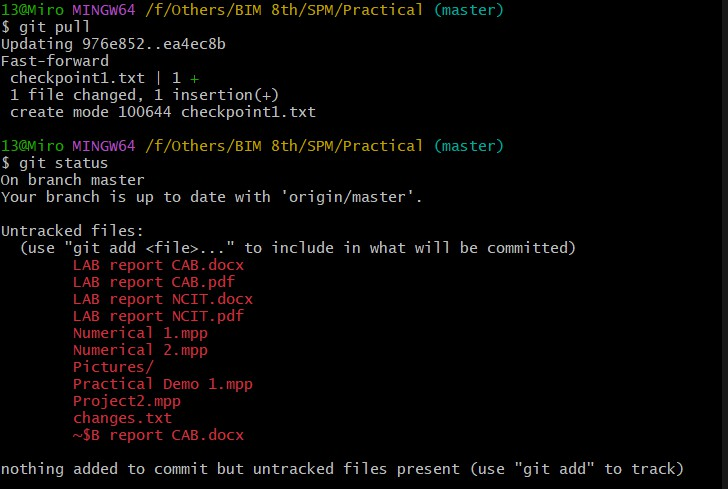 13@Miro MINGW64 /f/Others/BIM 8th/SPM/Practical (master)
$ git pull
Updating 976e852..ea4ec8b
Fast-forward
 checkpoint1.txt | 1 +
 1 file changed, 1 insertion(+)
 create mode 100644 checkpoint1.txt

13@Miro MINGW64 /f/Others/BIM 8th/SPM/Practical (master)
$ git status
On branch master
Your branch is up to date with 'origin/master'.

Untracked files:
  (use "git add <file>..." to include in what will be committed)
        LAB report CAB.docx
        LAB report CAB.pdf
        LAB report NCIT.docx
        LAB report NCIT.pdf
        Numerical 1.mpp
        Numerical 2.mpp
        Pictures/
        Practical Demo 1.mpp
        Project2.mpp
        changes.txt
        ~$B report CAB.docx

nothing added to commit but untracked files present (use "git add" to track)